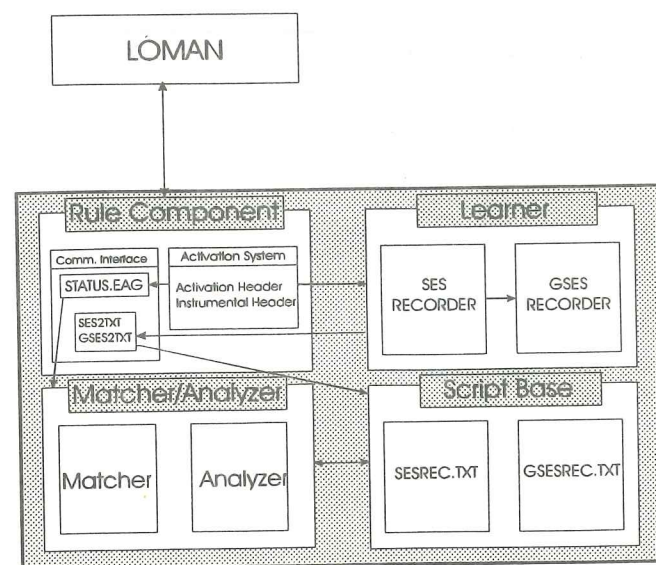 LOMAN
Rule Component
Comm. Interface
STATUS.EAG
SES2TXT
GSES2TXT
Activation System
Activation Header
Instrumental Header
Learner
SES
RECORDER
GSES
RECORDER
Matcher/Analyzer
Matcher
Analyzer
Script Base
SESREC.TXT
GSESREC.TXT